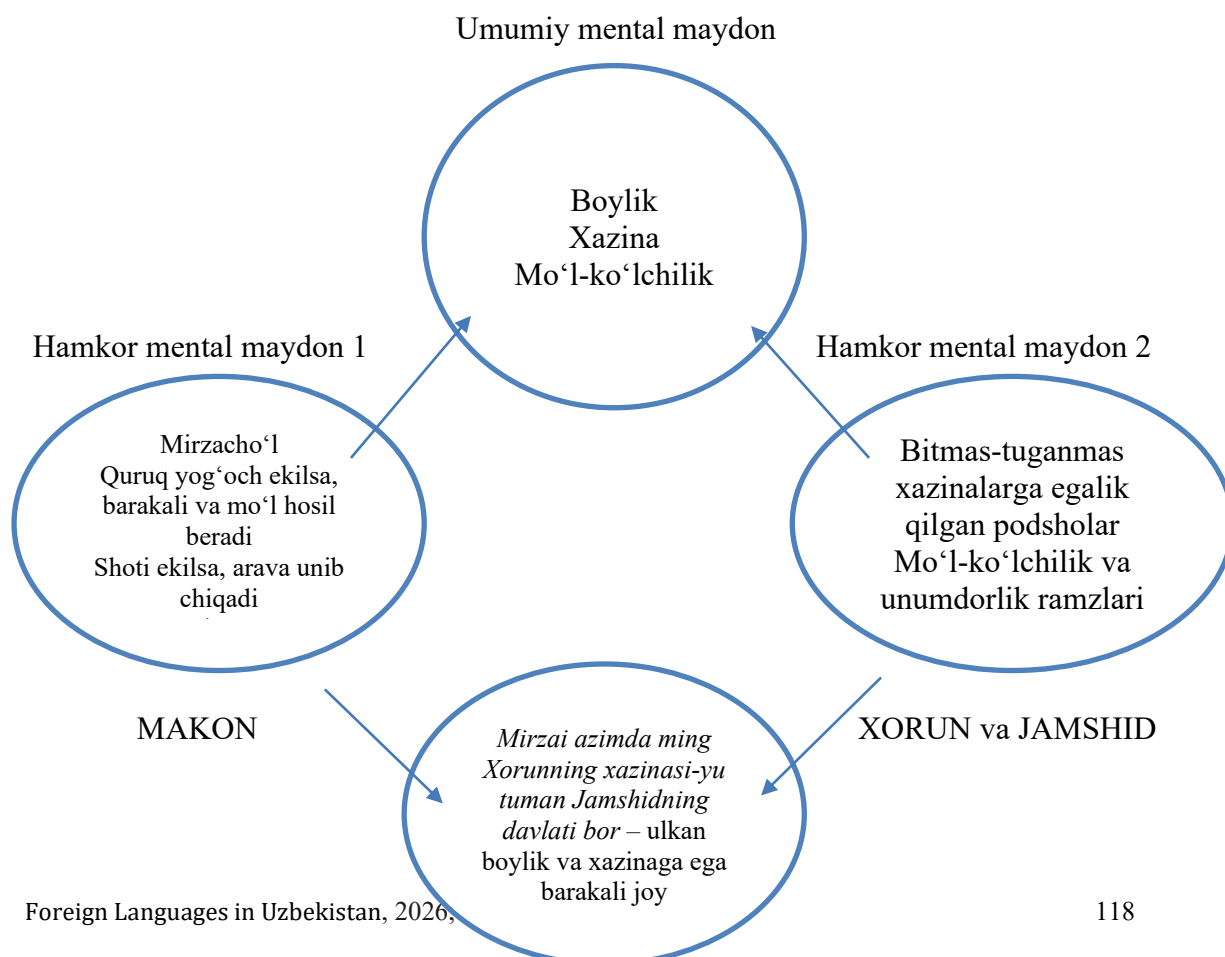 Umumiy mental maydon
Boylik
Xazina
Mo‘l-ko‘lchilik
Hamkor mental maydon 1
Hamkor mental maydon 2
Mirzacho‘l
Quruq yog‘och ekilsa,
barakali va mo‘l hosil
beradi
Shoti ekilsa, arava unib
chiqadi
Bitmas-tuganmas
xazinalarga egalik
qilgan podsholar
Mo‘l-ko‘lchilik va
unumdorlik ramzlari
MAKON
XORUN va JAMSHID
Mirzai azimda ming
Xorunning xazinasi-yu
tuman Jamshidning
davlati bor – ulkan
boylik va xazinaga ega
barakali joy
Foreign Languages in Uzbekistan, 2026,
118